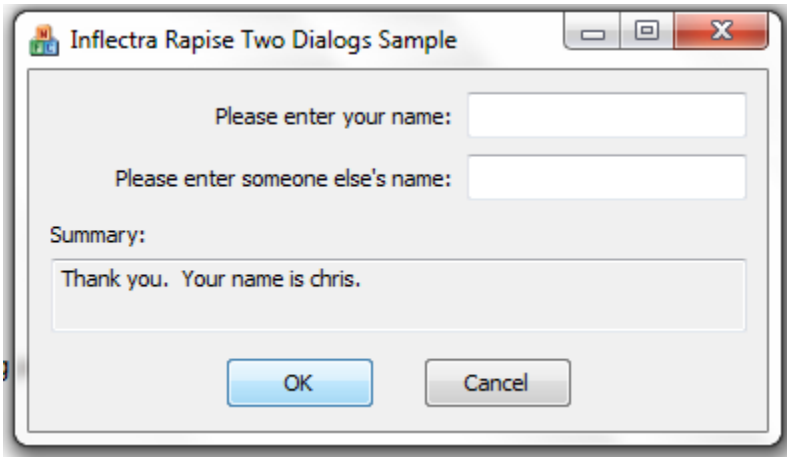 Inflectra Rapise Two Dialogs Sample
Please enter your name:
Please enter someone else's name:
Summary:
Thank you.  Your name is chris.
OK Cancel